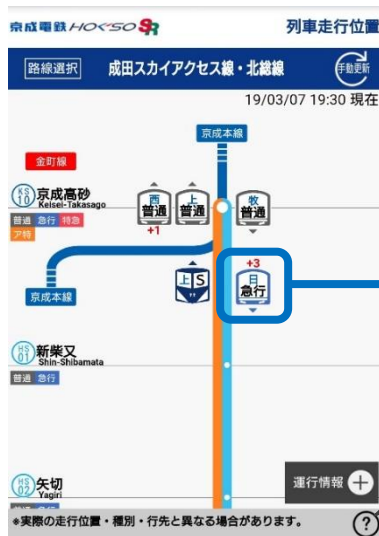 京成電鉄 HOKSO SR 列車走行位置
路線選択 成田スカイアクセス線・北総線 手動更新
19/03/07 19:30 現在
京成本線
金町線
KS 10 京成高砂
Keisei-Takasago
普通 急行 特急
ア特
西 普通 +1
上 普通
牧 普通
上 S
+3
日 急行
京成本線
HS 01 新柴又
Shin-Shibamata
普通 急行
HS 02 矢切
Yagiri
運行情報
※実際の走行位置・種別・行先と異なる場合があります。 ?